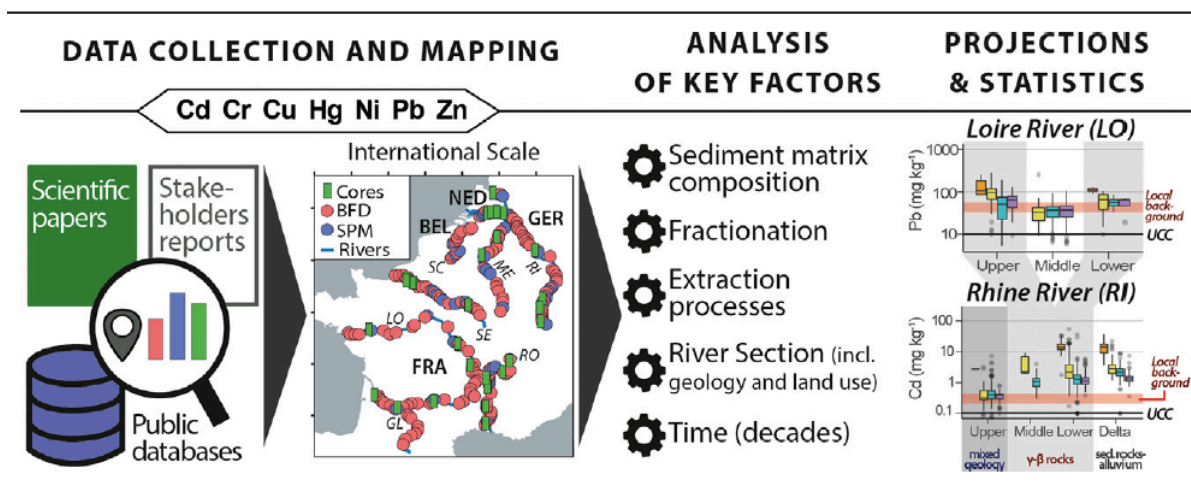 DATA COLLECTION AND MAPPING
ANALYSIS
OF KEY FACTORS
PROJECTIONS
& STATISTICS
Cd Cr Cu Hg Ni Pb Zn
Scientific
papers
Stake-
holders
reports
Public
databases
International Scale
Cores
BFD
SPM
Rivers
NED
GER
BEL
SC
ME
RI
LO
SE
RO
FRA
GL
Sediment matrix
composition
Fractionation
Extraction
processes
River Section (incl.
geology and land use)
Time (decades)
Loire River (LO)
Pb (mg kg⁻¹)
1000
100
10
Local
back-
ground
UCC
Upper
Middle
Lower
Rhine River (RI)
Cd (mg kg⁻¹)
100
10
1
0.1
Local
back-
ground
UCC
Upper
Middle
Lower
Delta
mixed
geology
γ-β rocks
sed.rocks-
alluvium